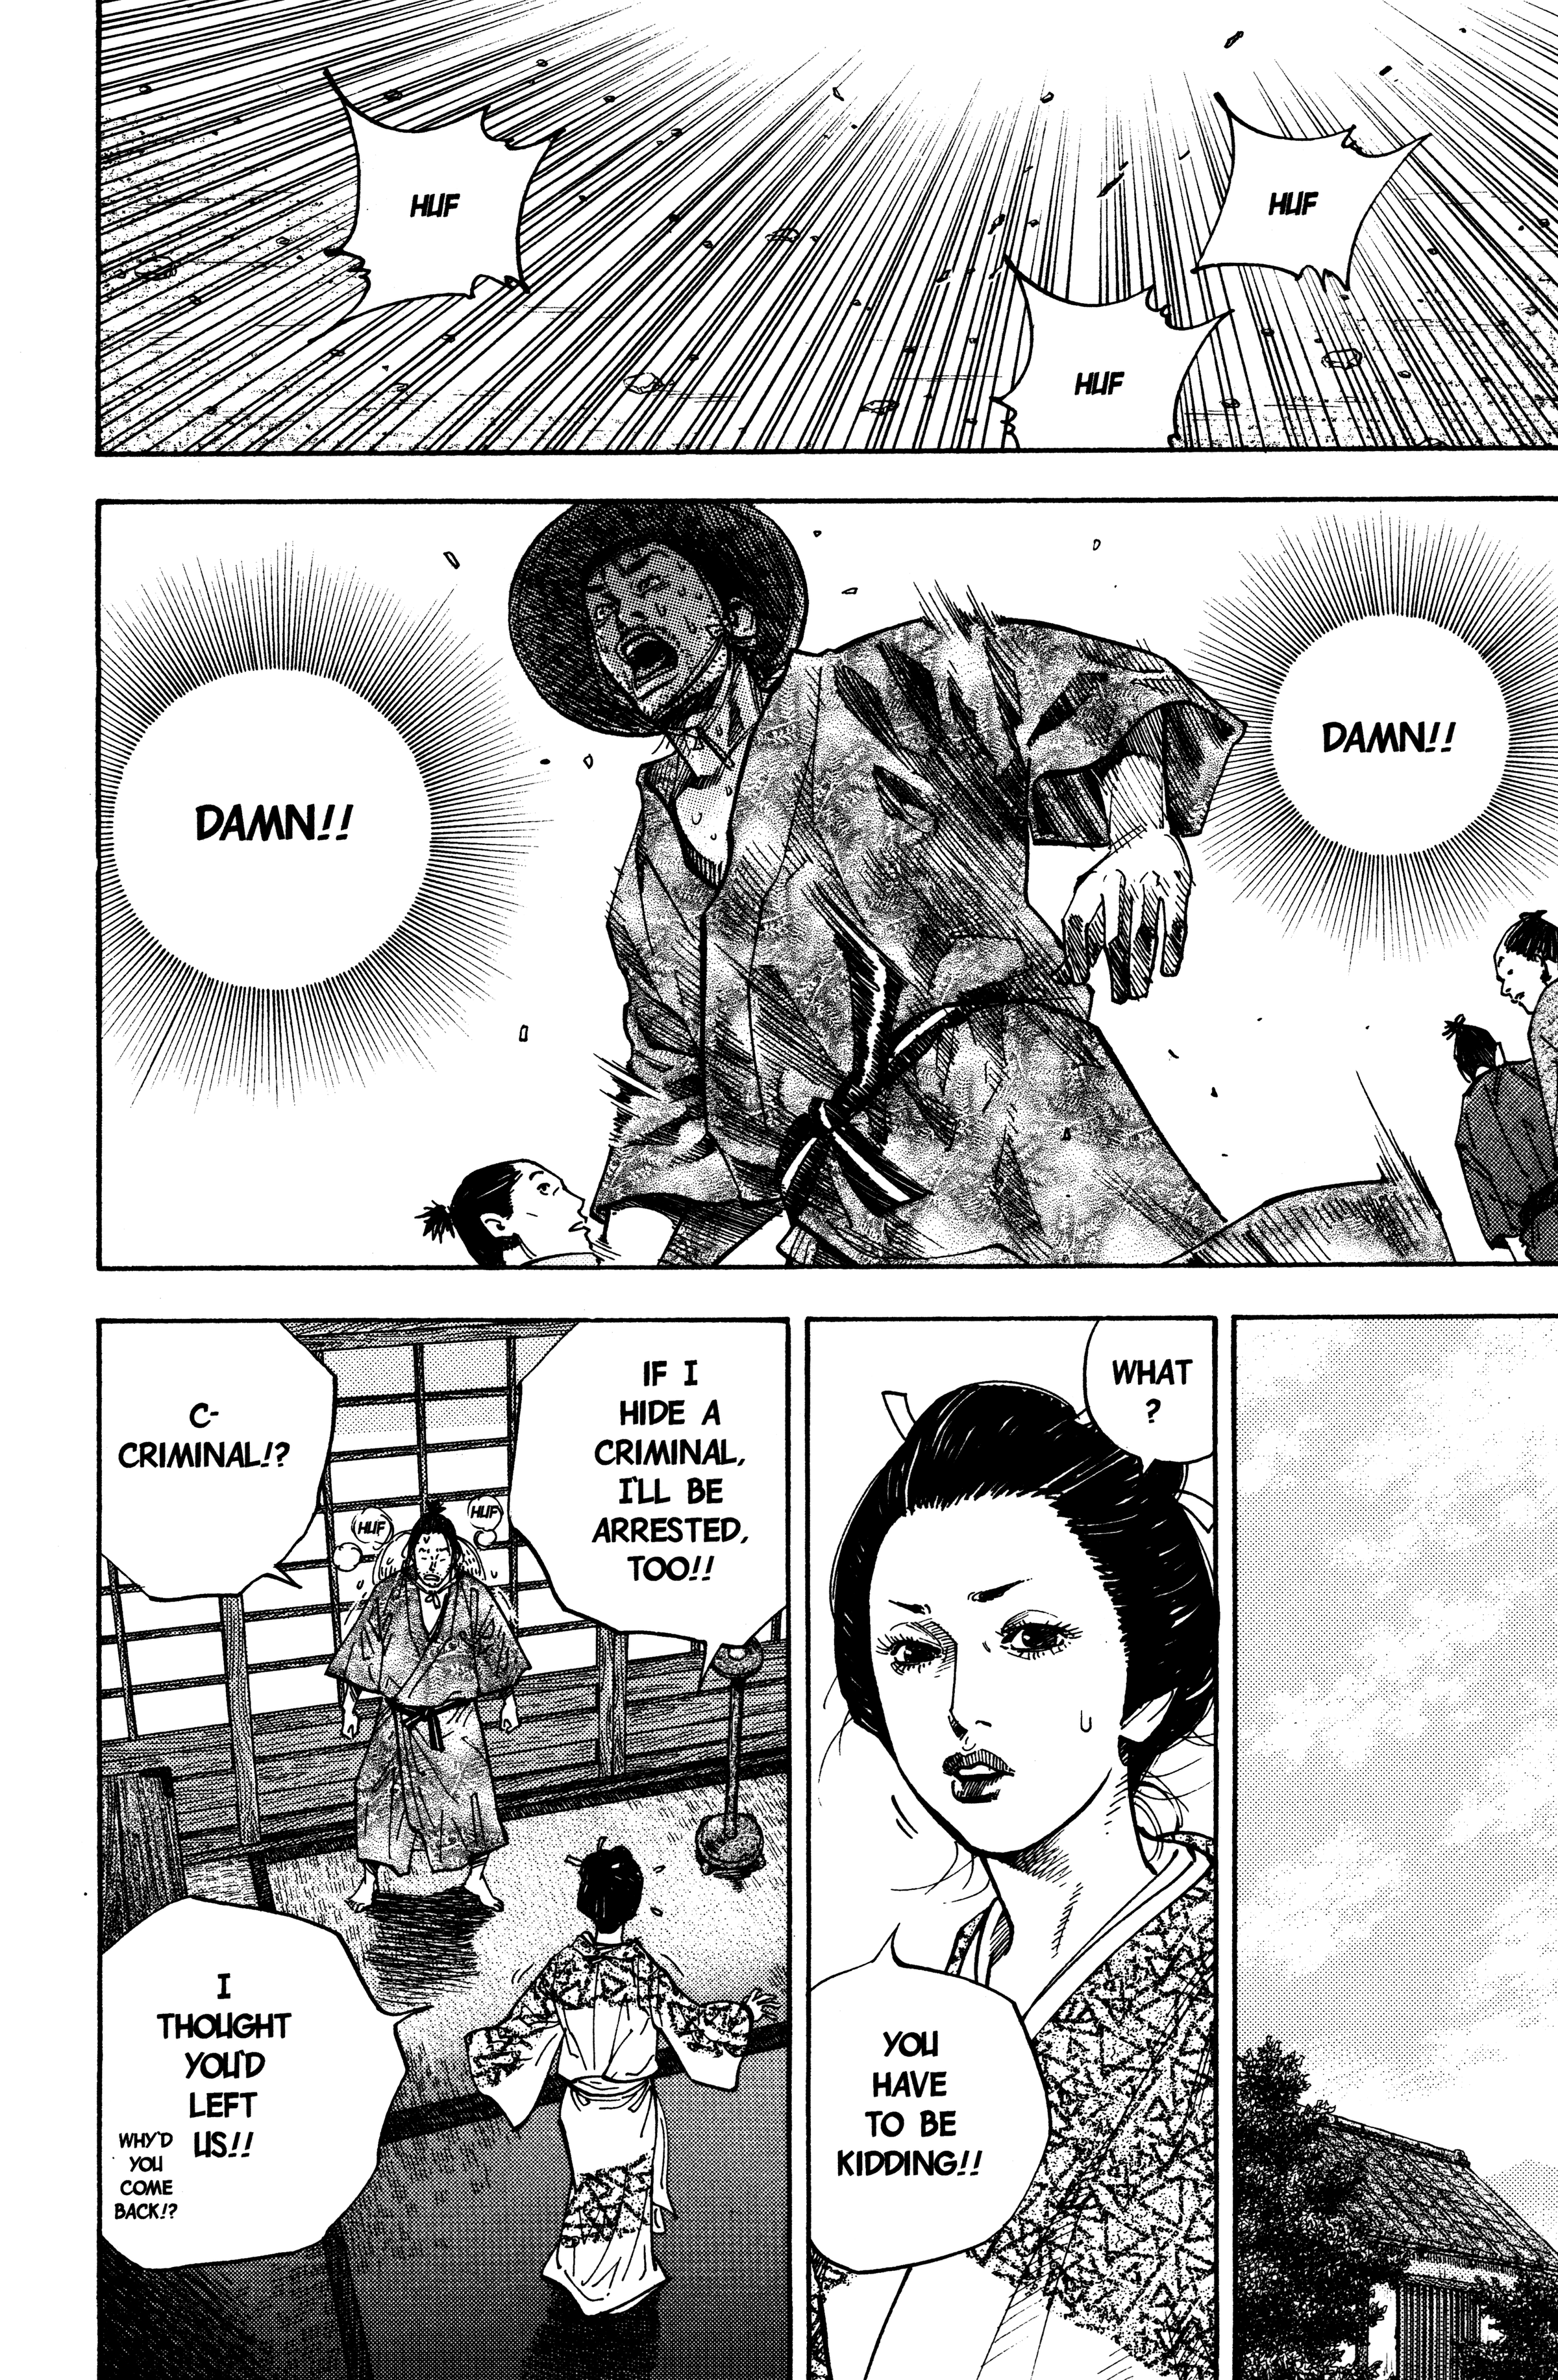 HUF
HUF
HUF
DAMN!!
DAMN!!
WHAT
?
YOU
HAVE
TO BE
KIDDING!!
IF I
HIDE A
CRIMINAL,
I'LL BE
ARRESTED,
TOO!!
C-
CRIMINAL!?
HUF
HUF
I
THOUGHT
YOU'D
LEFT
US!!
WHY'D
YOU
COME
BACK!?